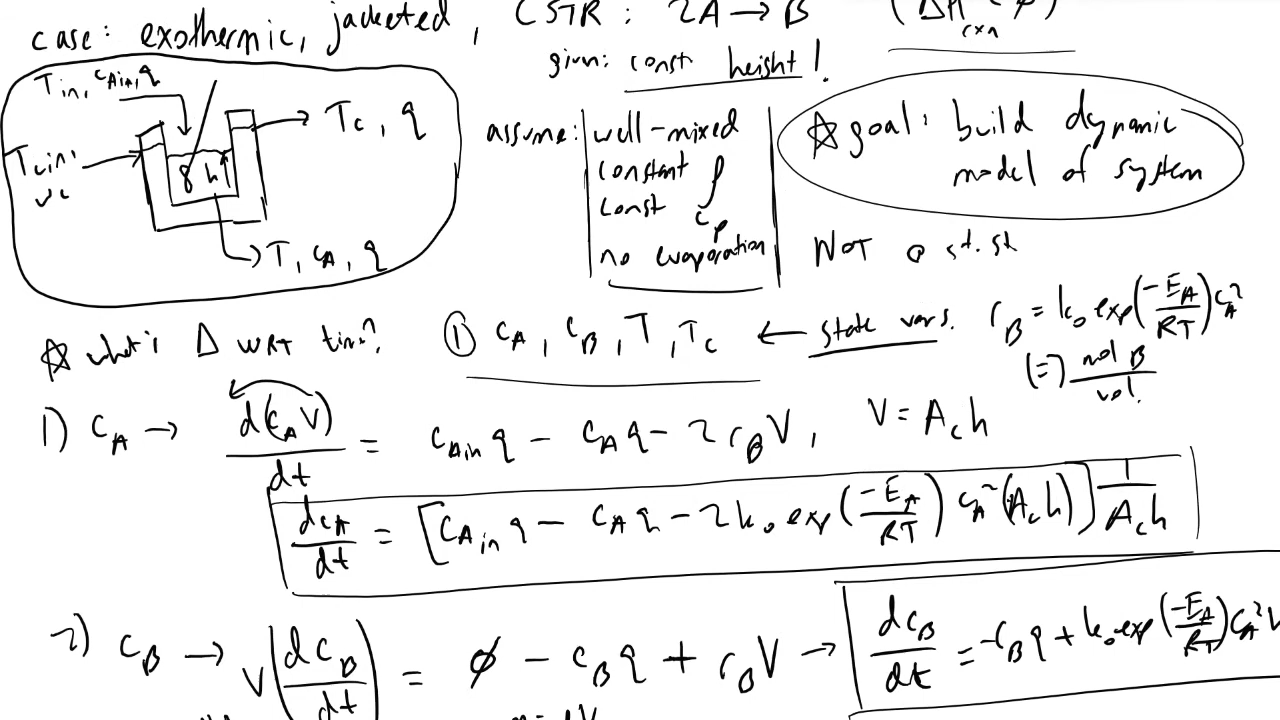 case: exothermic, jacketed, CSTR: 2A → B (ΔH_rxn < φ)
given: const height!
T_in, c_Ain, q
T_c, q
T_cin,
v_c
h
T, c_A, q
assume: well-mixed
constant ρ
const c_p
no evaporation
☆ goal: build dynamic
model of system
NOT @ st. st
☆ what's Δ WRT time? ① c_A, c_B, T, T_c ← state vars.
r_B = k_o exp(-E_A/RT) c_A^2
(=) mol B / vol.
1) c_A → d(c_A V)/dt = c_Ain q - c_A q - 2 r_B V, V = A_c h
dc_A/dt = [c_Ain q - c_A q - 2 k_o exp(-E_A/RT) c_A^2 (A_c h)] 1/A_c h
2) c_B → V(dc_B/dt) = φ - c_B q + r_B V → dc_B/dt = -c_B q + k_o exp(-E_A/RT) c_A^2 V